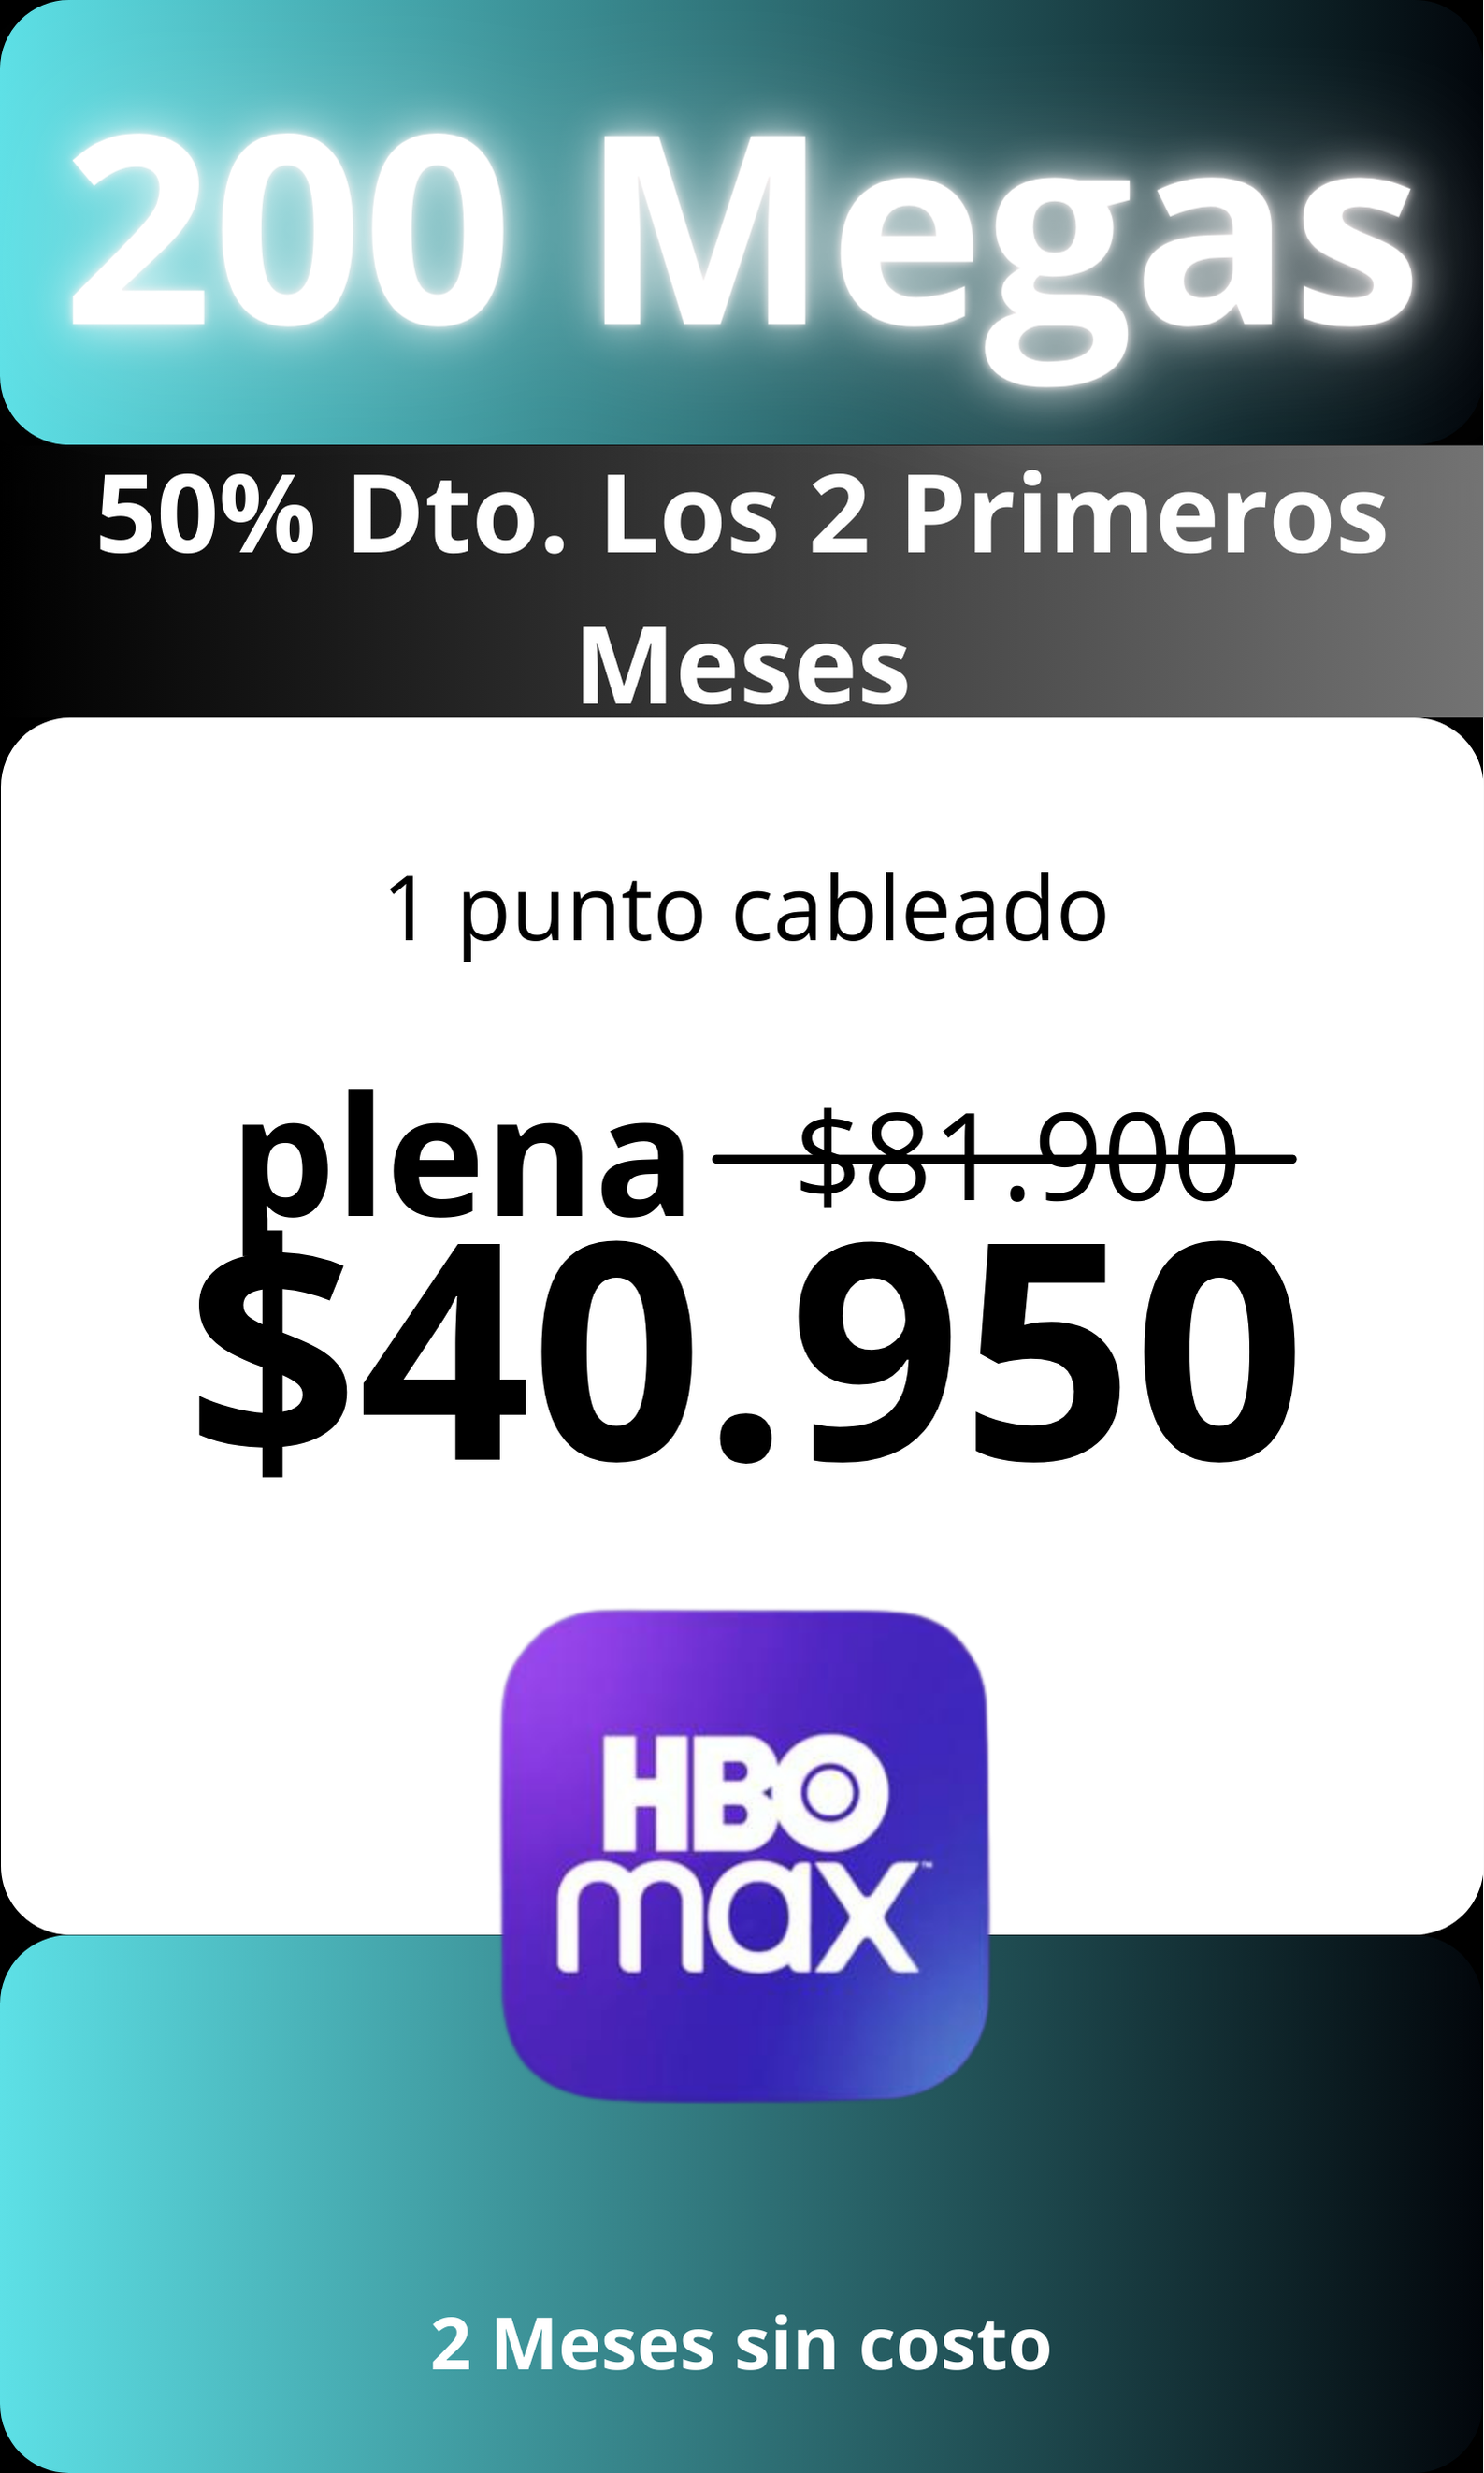 200 Megas
50% Dto. Los 2 Primeros
Meses
1 punto cableado
plena $81.900
$40.950
HBO
max™
2 Meses sin costo